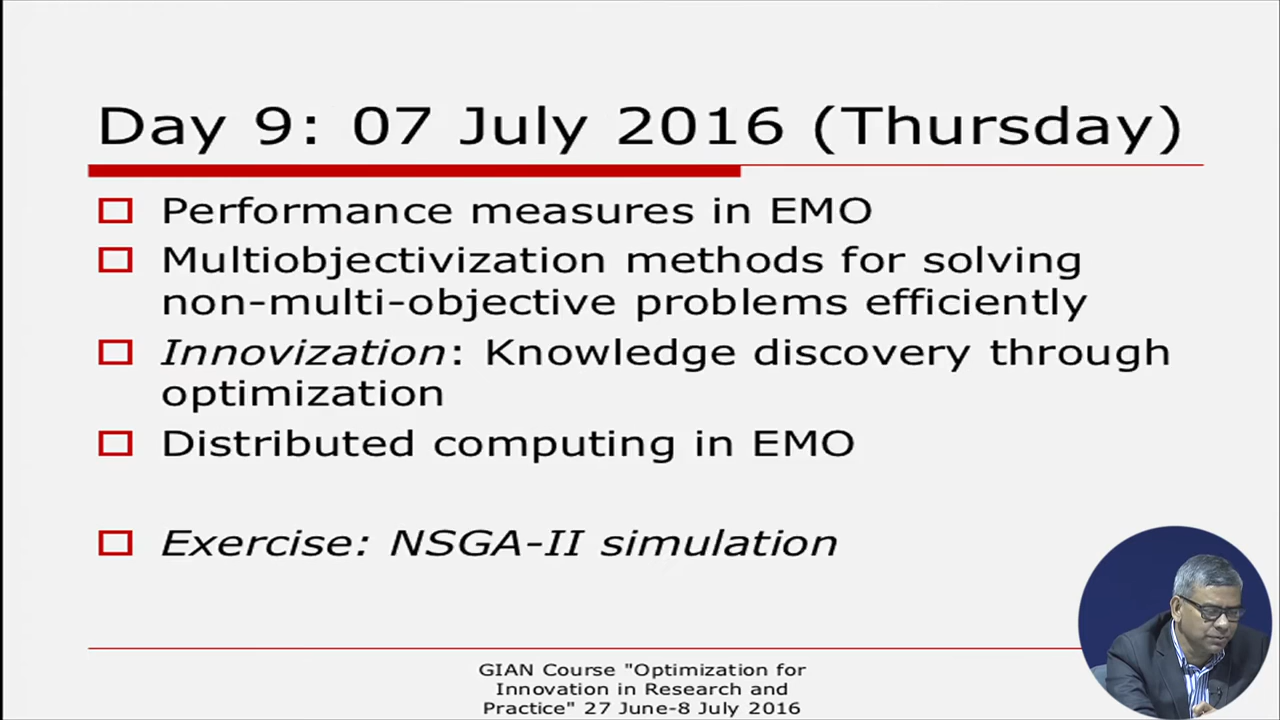 Day 9: 07 July 2016 (Thursday)
Performance measures in EMO
Multiobjectivization methods for solving
non-multi-objective problems efficiently
Innovization: Knowledge discovery through
optimization
Distributed computing in EMO
Exercise: NSGA-II simulation
GIAN Course "Optimization for
Innovation in Research and
Practice" 27 June-8 July 2016